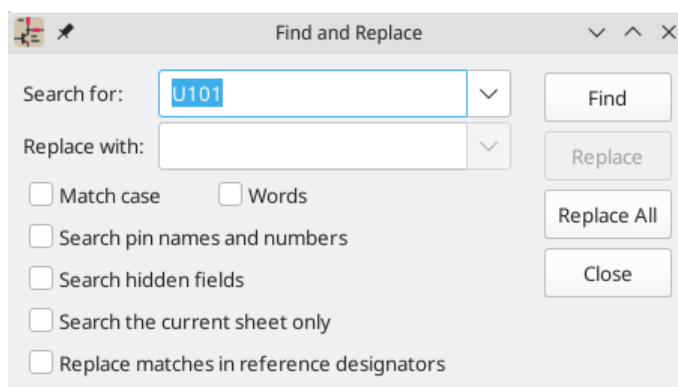 Find and Replace
Search for: U101 Find
Replace with: Replace
Match case Words
Replace All
Search pin names and numbers
Search hidden fields Close
Search the current sheet only
Replace matches in reference designators